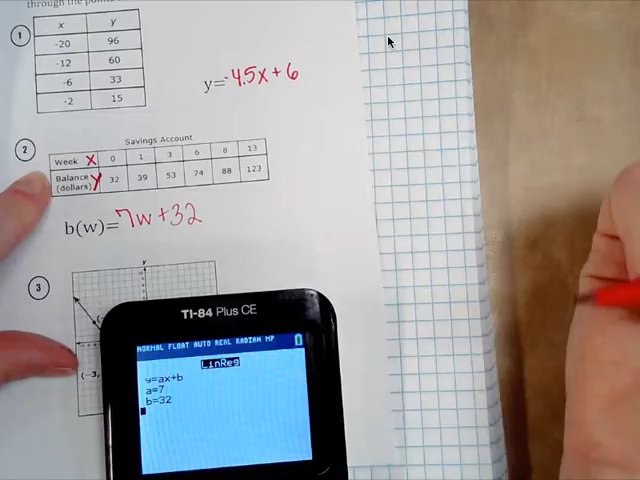 through the points
1
x y
-20 96
-12 60
-6 33
-2 15
y=-4.5x+6
2
Savings Account
Week x 0 1 3 6 8 13
Balance (dollars) y 32 39 53 74 88 123
b(w)=7w+32
3
y
(-3,
TI-84 Plus CE
NORMAL FLOAT AUTO REAL RADIAN MP
LinReg
y=ax+b
a=7
b=32